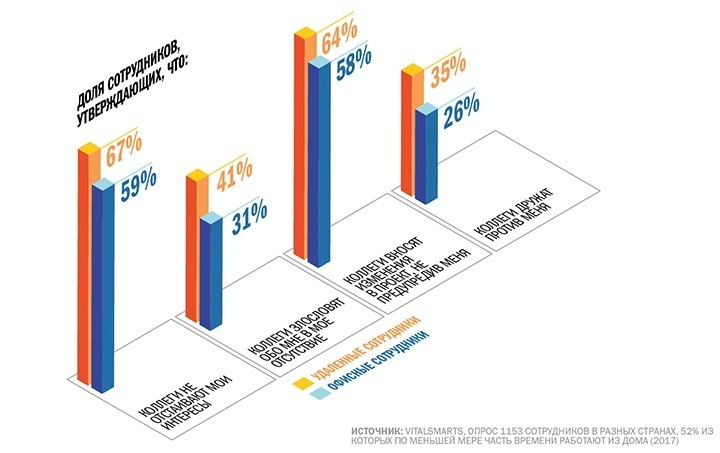 ДОЛЯ СОТРУДНИКОВ,
УТВЕРЖДАЮЩИХ, ЧТО:
67%
59%
КОЛЛЕГИ НЕ
ОТСТАИВАЮТ МОИ
ИНТЕРЕСЫ
41%
31%
КОЛЛЕГИ ЗЛОСЛОВЯТ
ОБО МНЕ В МОЕ
ОТСУТСТВИЕ
64%
58%
КОЛЛЕГИ ВНОСЯТ
ИЗМЕНЕНИЯ
В ПРОЕКТ, НЕ
ПРЕДУПРЕДИВ МЕНЯ
35%
26%
КОЛЛЕГИ ДРУЖАТ
ПРОТИВ МЕНЯ
УДАЛЕННЫЕ СОТРУДНИКИ
ОФИСНЫЕ СОТРУДНИКИ
ИСТОЧНИК: VITALSMARTS, ОПРОС 1153 СОТРУДНИКОВ В РАЗНЫХ СТРАНАХ, 52% ИЗ
КОТОРЫХ ПО МЕНЬШЕЙ МЕРЕ ЧАСТЬ ВРЕМЕНИ РАБОТАЮТ ИЗ ДОМА (2017)